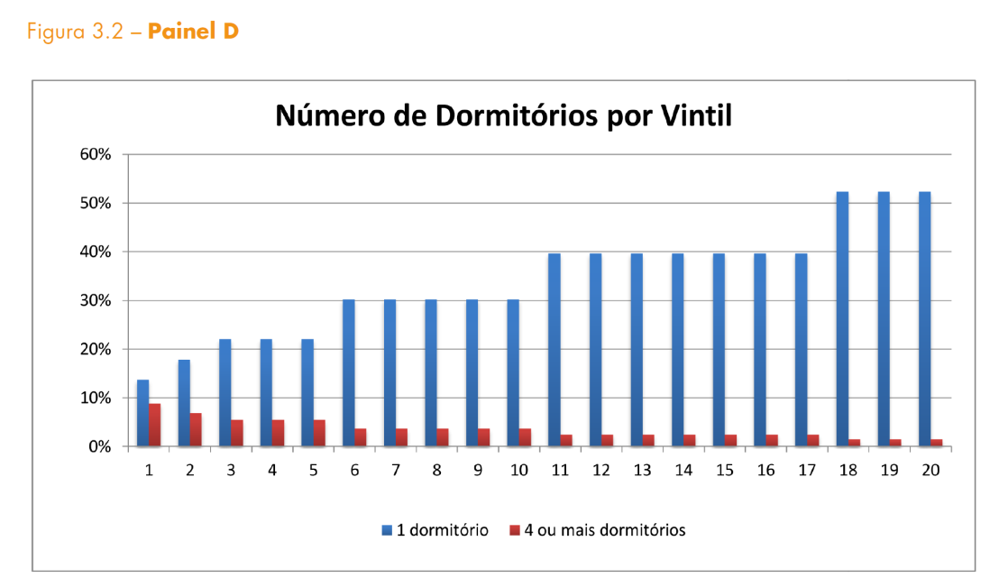 Figura 3.2 – Painel D
Número de Dormitórios por Vintil
60%
50%
40%
30%
20%
10%
0%
1 2 3 4 5 6 7 8 9 10 11 12 13 14 15 16 17 18 19 20
1 dormitório 4 ou mais dormitórios